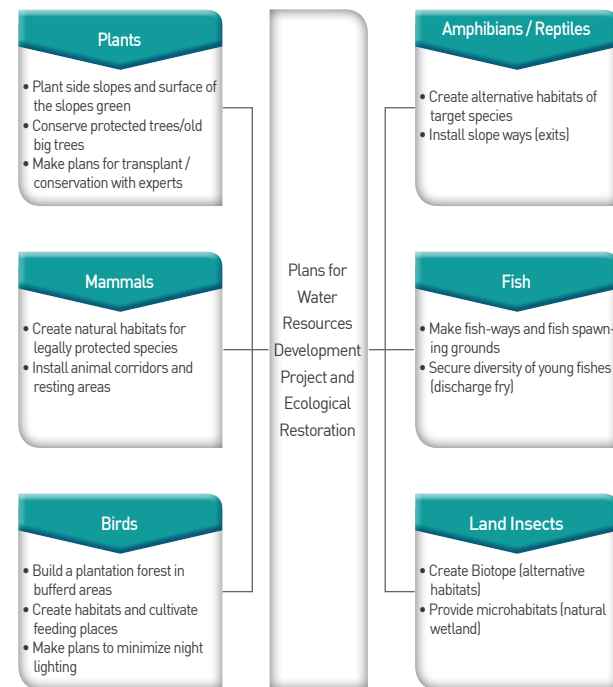 Plants
• Plant side slopes and surface of
the slopes green
• Conserve protected trees/old
big trees
• Make plans for transplant /
conservation with experts
Mammals
• Create natural habitats for
legally protected species
• Install animal corridors and
resting areas
Birds
• Build a plantation forest in
bufferd areas
• Create habitats and cultivate
feeding places
• Make plans to minimize night
lighting
Plans for
Water
Resources
Development
Project and
Ecological
Restoration
Amphibians / Reptiles
• Create alternative habitats of
target species
• Install slope ways (exits)
Fish
• Make fish-ways and fish spawn-
ing grounds
• Secure diversity of young fishes
(discharge fry)
Land Insects
• Create Biotope (alternative
habitats)
• Provide microhabitats (natural
wetland)